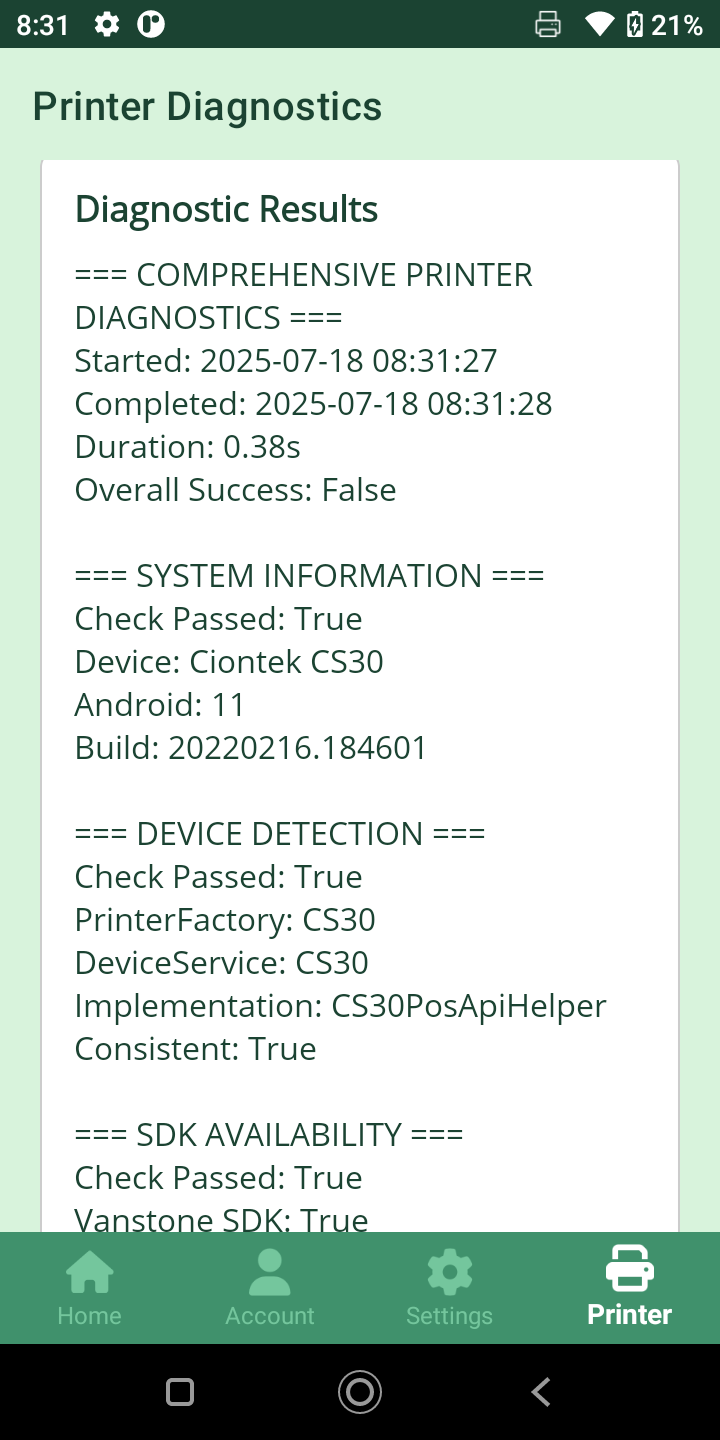 8:31
21%
Printer Diagnostics
Diagnostic Results
=== COMPREHENSIVE PRINTER
DIAGNOSTICS ===
Started: 2025-07-18 08:31:27
Completed: 2025-07-18 08:31:28
Duration: 0.38s
Overall Success: False
=== SYSTEM INFORMATION ===
Check Passed: True
Device: Ciontek CS30
Android: 11
Build: 20220216.184601
=== DEVICE DETECTION ===
Check Passed: True
PrinterFactory: CS30
DeviceService: CS30
Implementation: CS30PosApiHelper
Consistent: True
=== SDK AVAILABILITY ===
Check Passed: True
Vanstone SDK: True
Home
Account
Settings
Printer